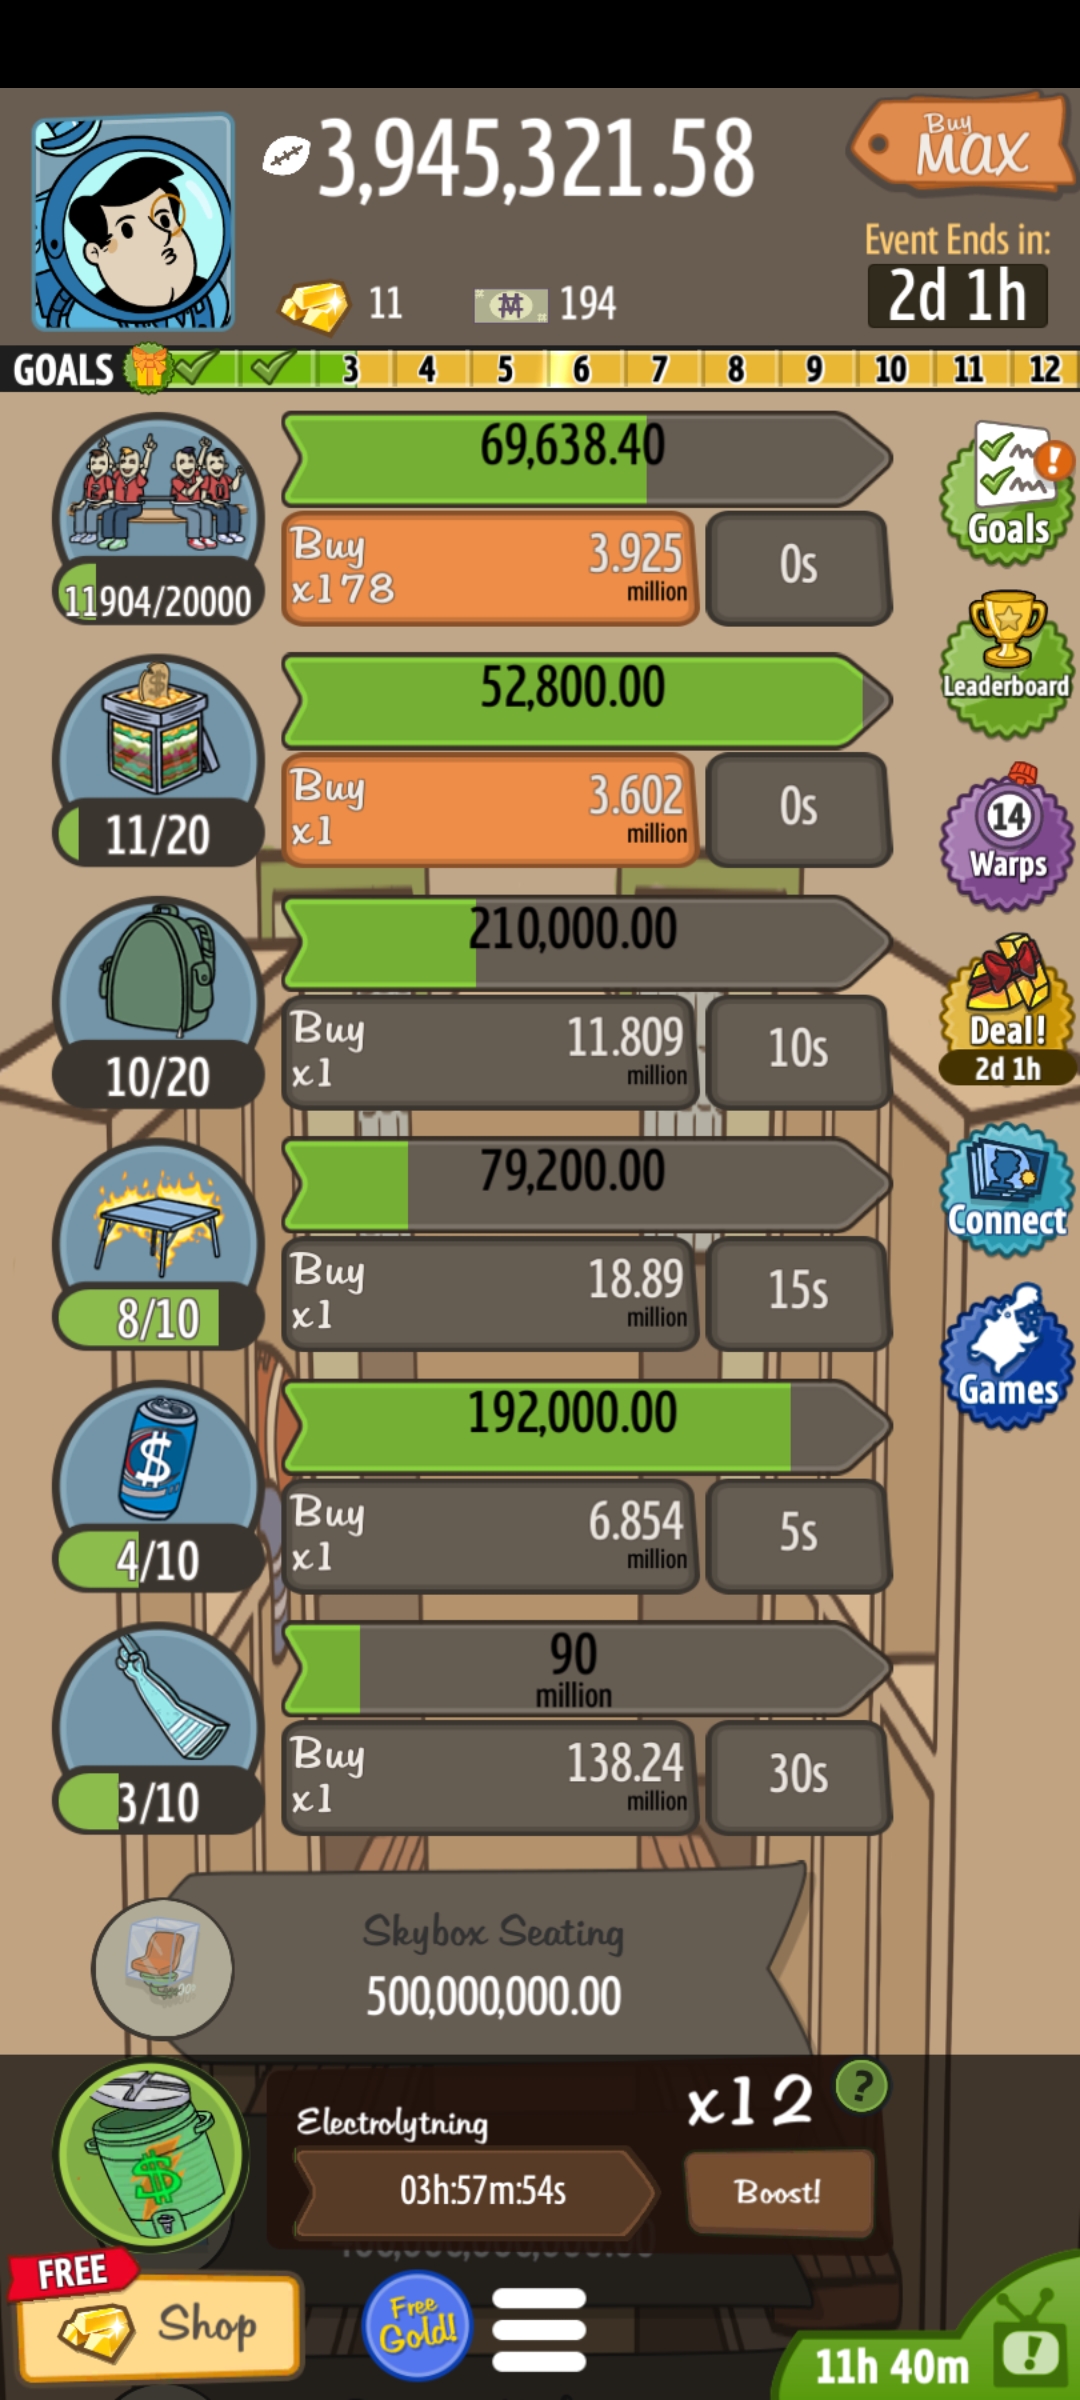 3,945,321.58
Buy
MAX
Event Ends in:
2d 1h
11
194
GOALS 3 4 5 6 7 8 9 10 11 12
69,638.40
Buy
x178
3.925
million
0s
11904/20000
Goals
Leaderboard
52,800.00
Buy
x1
3.602
million
0s
11/20
14
Warps
210,000.00
Buy
x1
11.809
million
10s
10/20
Deal!
2d 1h
79,200.00
Buy
x1
18.89
million
15s
8/10
Connect
192,000.00
Buy
x1
6.854
million
5s
$
4/10
Games
90
million
Buy
x1
138.24
million
30s
3/10
Skybox Seating
500,000,000.00
Electrolytning
x12
?
03h:57m:54s
Boost!
$
FREE
Shop
Free
Gold!
11h 40m
!